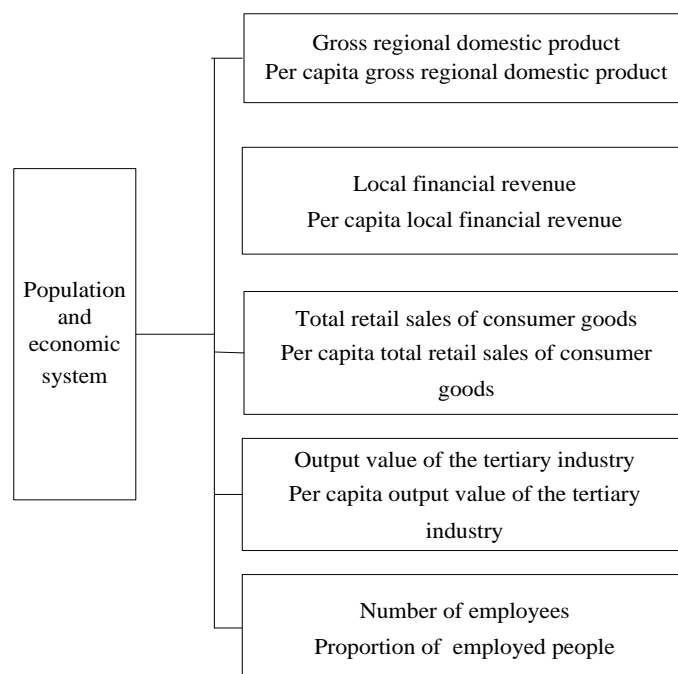 Gross regional domestic product
Per capita gross regional domestic product
Local financial revenue
Per capita local financial revenue
Population
and
economic
system
Total retail sales of consumer goods
Per capita total retail sales of consumer
goods
Output value of the tertiary industry
Per capita output value of the tertiary
industry
Number of employees
Proportion of employed people